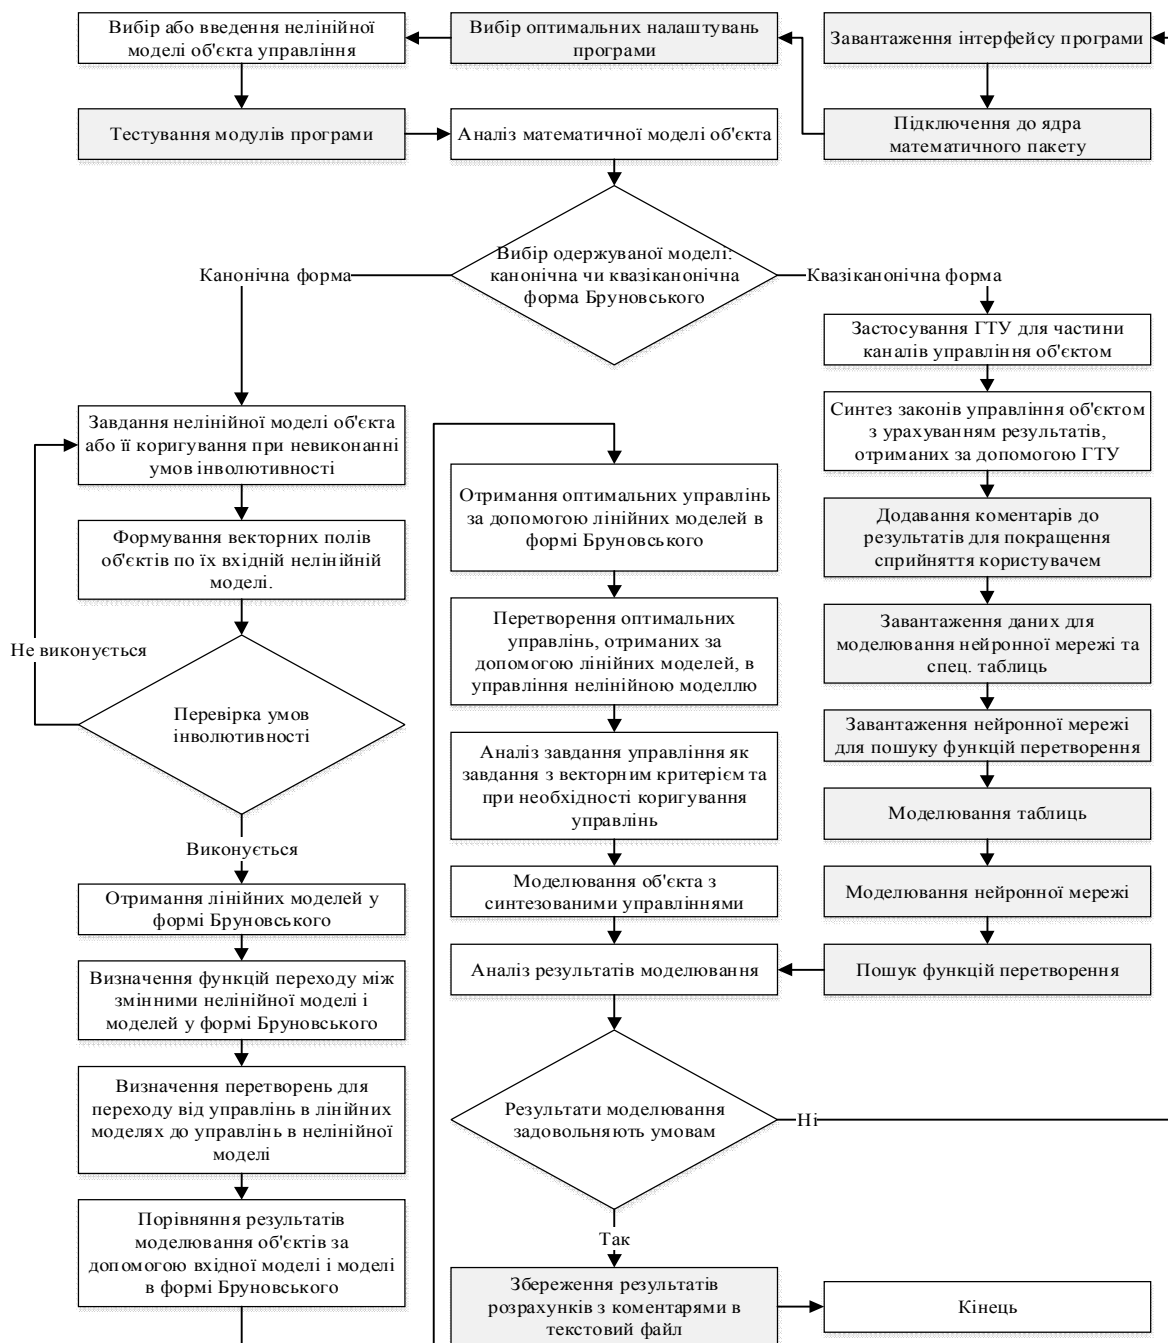 Вибір або введення нелінійної
моделі об'єкта управління
Вибір оптимальних налаштувань
програми
Завантаження інтерфейсу програми
Тестування модулів програми
Аналіз математичної моделі об'єкта
Підключення до ядра
математичного пакету
Вибір одержуваної моделі:
канонічна чи квазіканонічна
форма Бруновського
Канонічна форма
Квазіканонічна форма
Застосування ГТУ для частини
каналів управління об'єктом
Синтез законів управління об'єктом
з урахуванням результатів,
отриманих за допомогою ГТУ
Додавання коментарів до
результатів для покращення
сприйняття користувачем
Завантаження даних для
моделювання нейронної мережі та
спец. таблиць
Завантаження нейронної мережі
для пошуку функцій перетворення
Моделювання таблиць
Моделювання нейронної мережі
Пошук функцій перетворення
Завдання нелінійної моделі об'єкта
або її коригування при невиконанні
умов інволютивності
Формування векторних полів
об'єктів по їх вхідній нелінійній
моделі.
Не виконується
Перевірка умов
інволютивності
Виконується
Отримання лінійних моделей у
формі Бруновського
Визначення функцій переходу між
змінними нелінійної моделі і
моделей у формі Бруновського
Визначення перетворень для
переходу від управлінь в лінійних
моделях до управлінь в нелінійної
моделі
Порівняння результатів
моделювання об'єктів за
допомогою вхідної моделі і моделі
в формі Бруновського
Отримання оптимальних управлінь
за допомогою лінійних моделей в
формі Бруновського
Перетворення оптимальних
управлінь, отриманих за
допомогою лінійних моделей, в
управління нелінійною моделлю
Аналіз завдання управління як
завдання з векторним критерієм та
при необхідності коригування
управлінь
Моделювання об'єкта з
синтезованими управліннями
Аналіз результатів моделювання
Результати моделювання
задовольняють умовам
Ні
Так
Збереження результатів
розрахунків з коментарями в
текстовий файл
Кінець